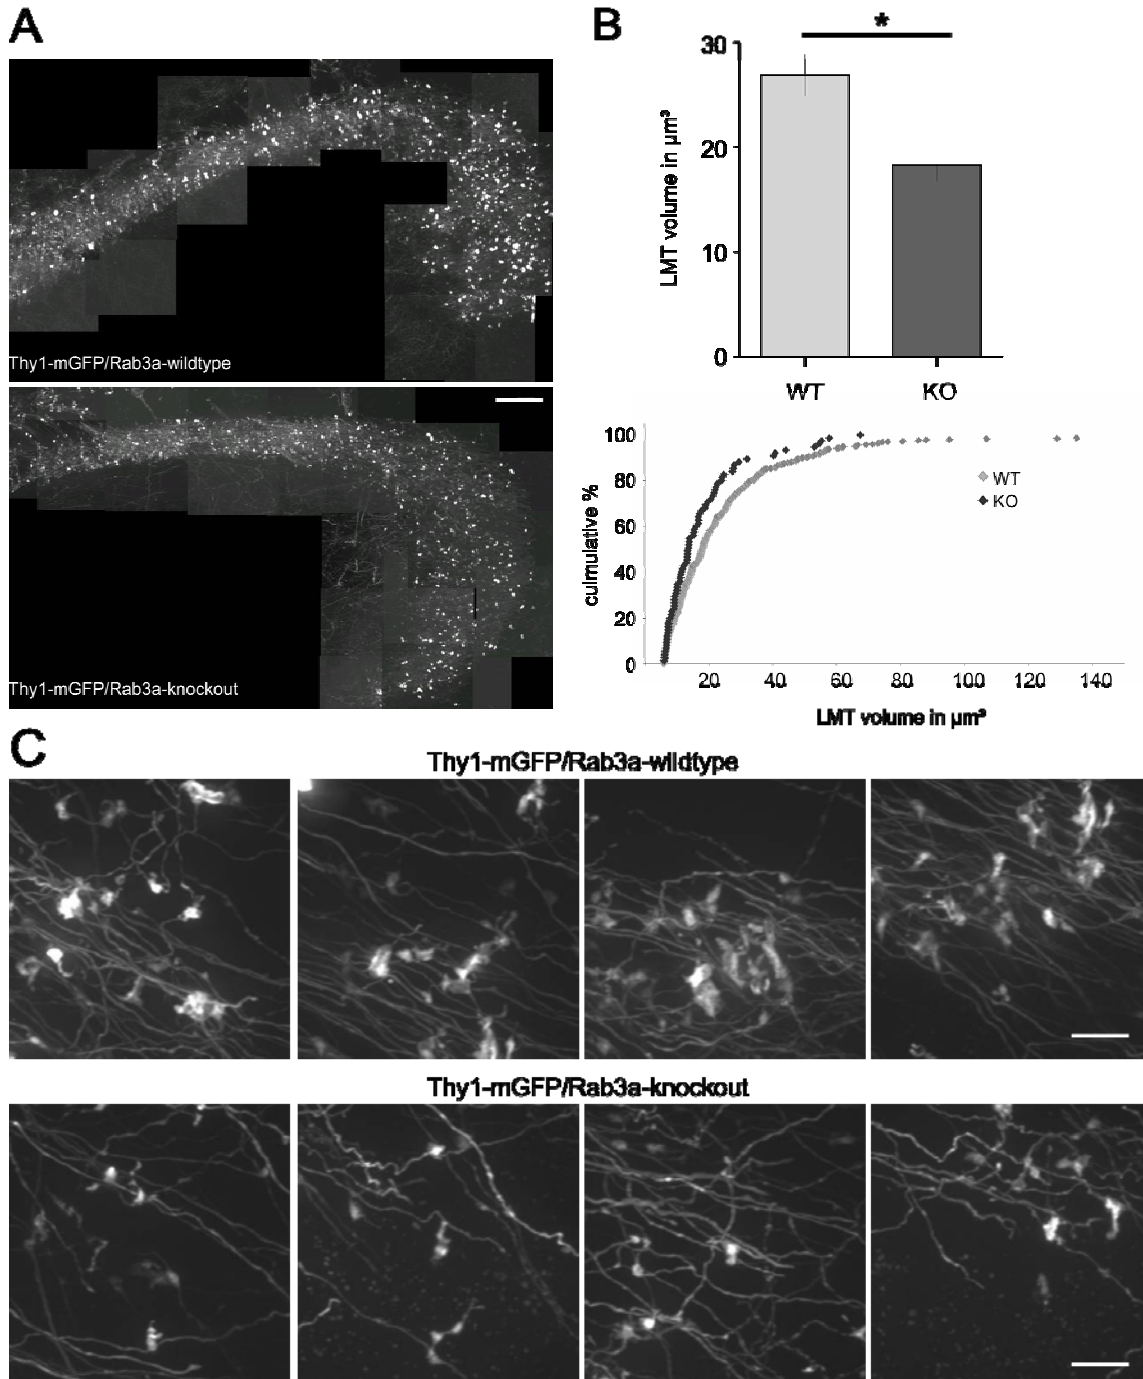 A
Thy1-mGFP/Rab3a-wildtype
Thy1-mGFP/Rab3a-knockout
B
*
30
20
10
0
LMT volume in µm³
WT
KO
100
80
60
40
20
0
culmulative %
WT
KO
20
40
60
80
100
120
140
LMT volume in µm³
C
Thy1-mGFP/Rab3a-wildtype
Thy1-mGFP/Rab3a-knockout